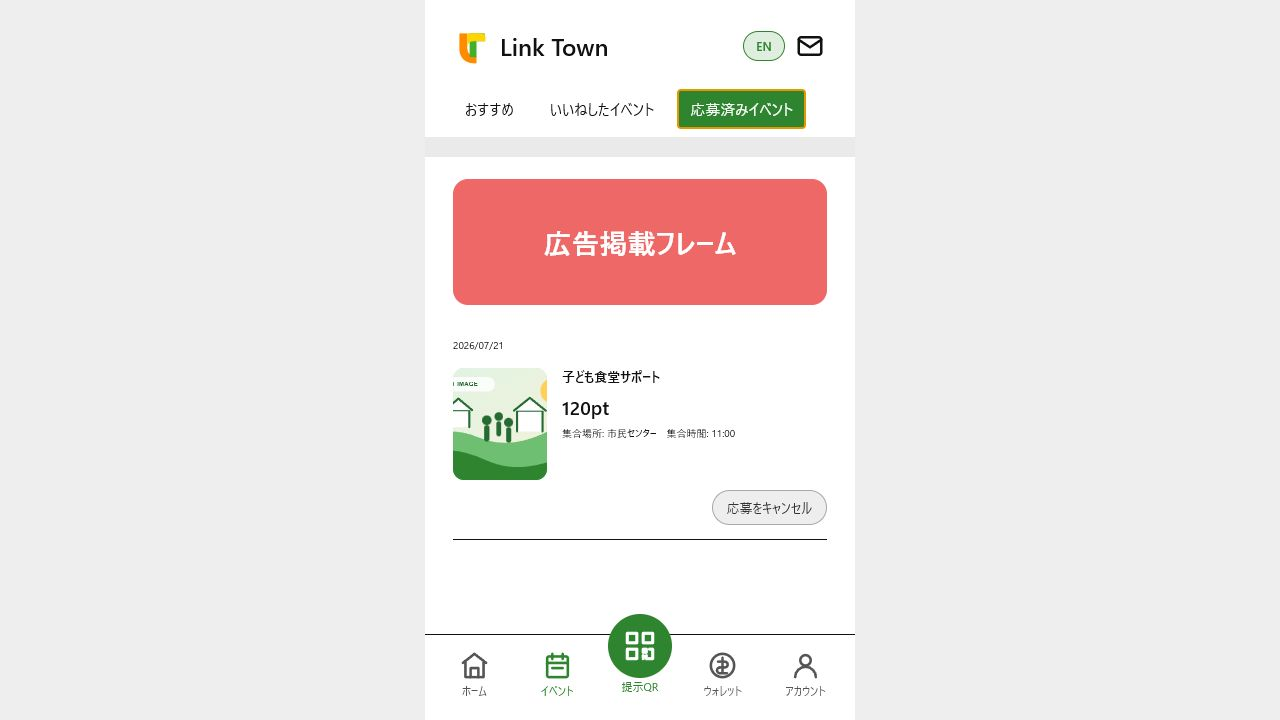 Link Town
EN
おすすめ
いいねしたイベント
応募済みイベント
広告掲載フレーム
2026/07/21
IMAGE
子ども食堂サポート
120pt
集合場所: 市民センター　集合時間: 11:00
応募をキャンセル
ホーム
イベント
提示QR
ウォレット
アカウント